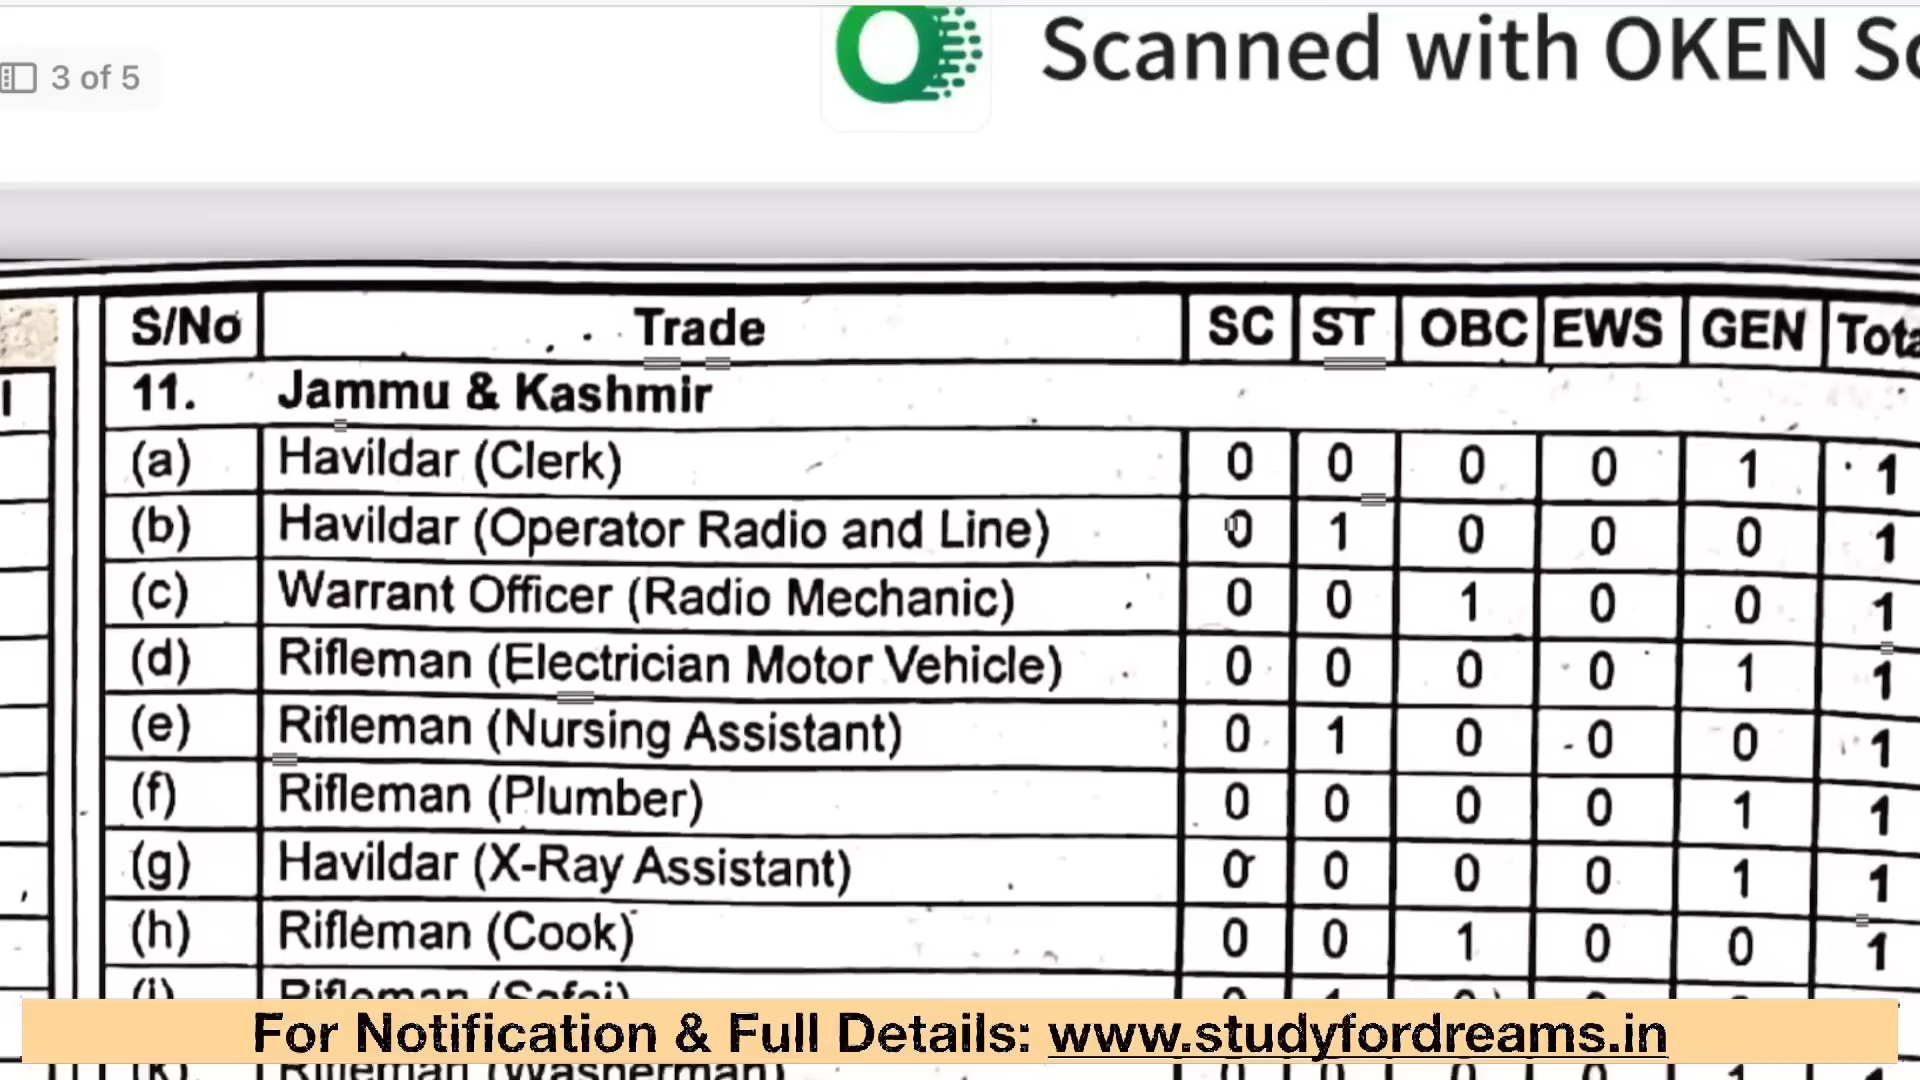 Scanned with OKEN
3 of 5
S/No Trade SC ST OBC EWS GEN Tota
11. Jammu & Kashmir
(a) Havildar (Clerk) 0 0 0 0 1 1
(b) Havildar (Operator Radio and Line) 0 1 0 0 0 1
(c) Warrant Officer (Radio Mechanic) 0 0 1 0 0 1
(d) Rifleman (Electrician Motor Vehicle) 0 0 0 0 1 1
(e) Rifleman (Nursing Assistant) 0 1 0 0 0 1
(f) Rifleman (Plumber) 0 0 0 0 1 1
(g) Havildar (X-Ray Assistant) 0 0 0 0 1 1
(h) Rifleman (Cook) 0 0 1 0 0 1
(i) Rifleman (Safai)
For Notification & Full Details: www.studyfordreams.in
Rifleman (Washerman)